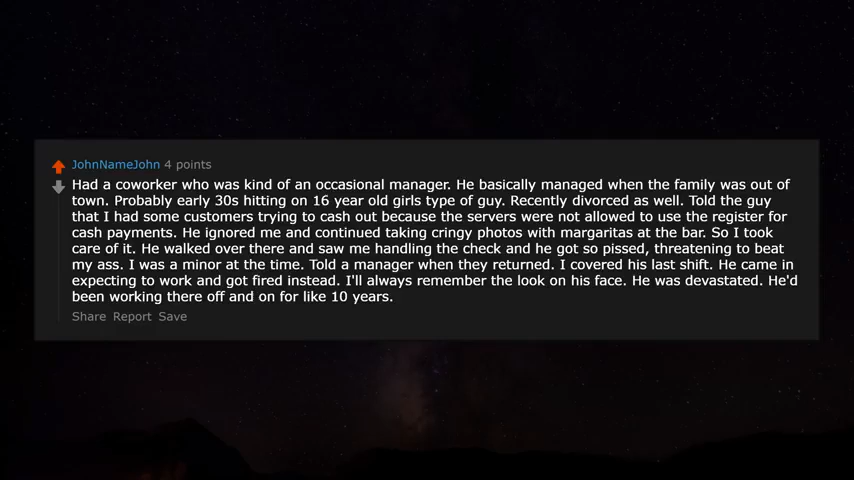 JohnNameJohn 4 points
Had a coworker who was kind of an occasional manager. He basically managed when the family was out of
town. Probably early 30s hitting on 16 year old girls type of guy. Recently divorced as well. Told the guy
that I had some customers trying to cash out because the servers were not allowed to use the register for
cash payments. He ignored me and continued taking cringy photos with margaritas at the bar. So I took
care of it. He walked over there and saw me handling the check and he got so pissed, threatening to beat
my ass. I was a minor at the time. Told a manager when they returned. I covered his last shift. He came in
expecting to work and got fired instead. I'll always remember the look on his face. He was devastated. He'd
been working there off and on for like 10 years.
Share Report Save